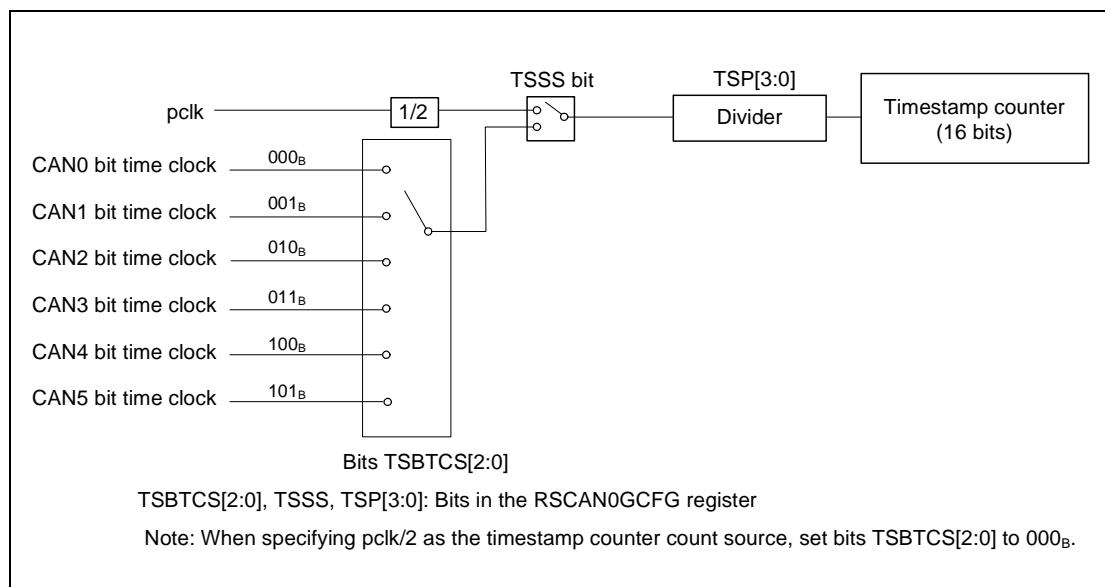 TSSS bit
TSP[3:0]
pclk
1/2
Divider
Timestamp counter
(16 bits)
CAN0 bit time clock
000B
CAN1 bit time clock
001B
CAN2 bit time clock
010B
CAN3 bit time clock
011B
CAN4 bit time clock
100B
CAN5 bit time clock
101B
Bits TSBTCS[2:0]
TSBTCS[2:0], TSSS, TSP[3:0]: Bits in the RSCAN0GCFG register
Note: When specifying pclk/2 as the timestamp counter count source, set bits TSBTCS[2:0] to 000B.